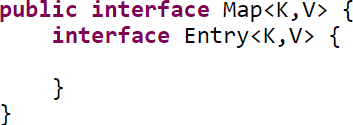 public interface Map<K,V> {
    interface Entry<K,V> {
    }
}